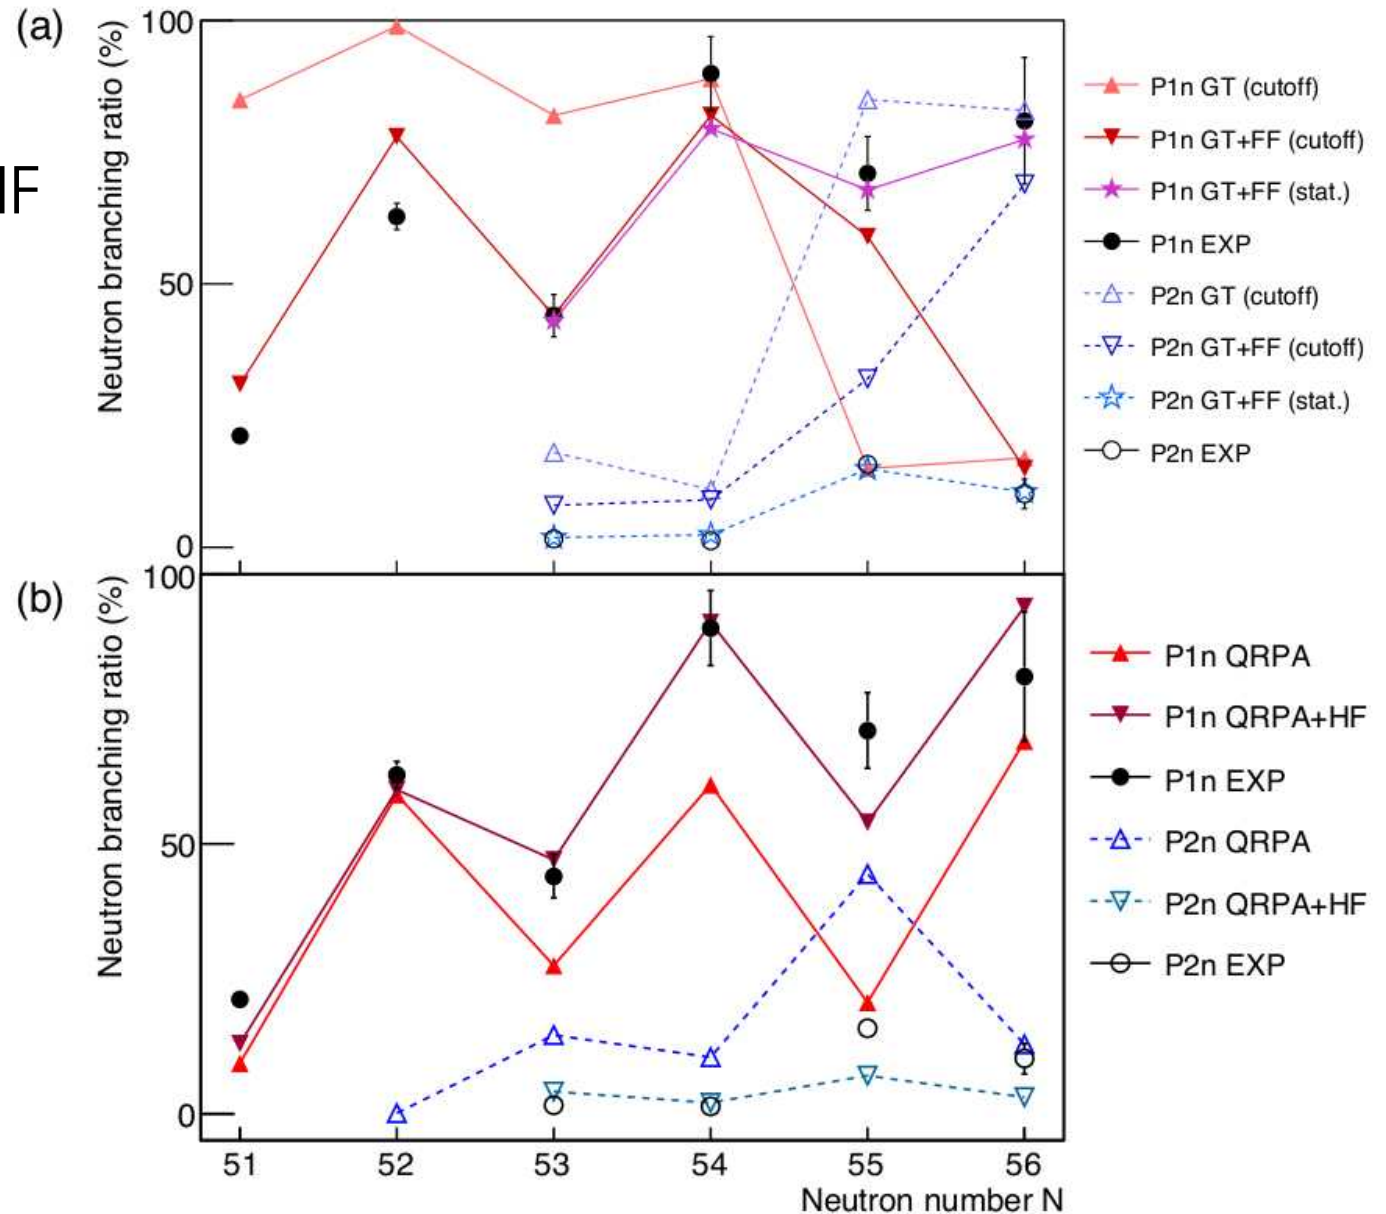 (a)
Neutron branching ratio (%)
100
50
0
P1n GT (cutoff)
P1n GT+FF (cutoff)
P1n GT+FF (stat.)
P1n EXP
P2n GT (cutoff)
P2n GT+FF (cutoff)
P2n GT+FF (stat.)
P2n EXP
(b)
Neutron branching ratio (%)
100
50
0
P1n QRPA
P1n QRPA+HF
P1n EXP
P2n QRPA
P2n QRPA+HF
P2n EXP
51 52 53 54 55 56
Neutron number N